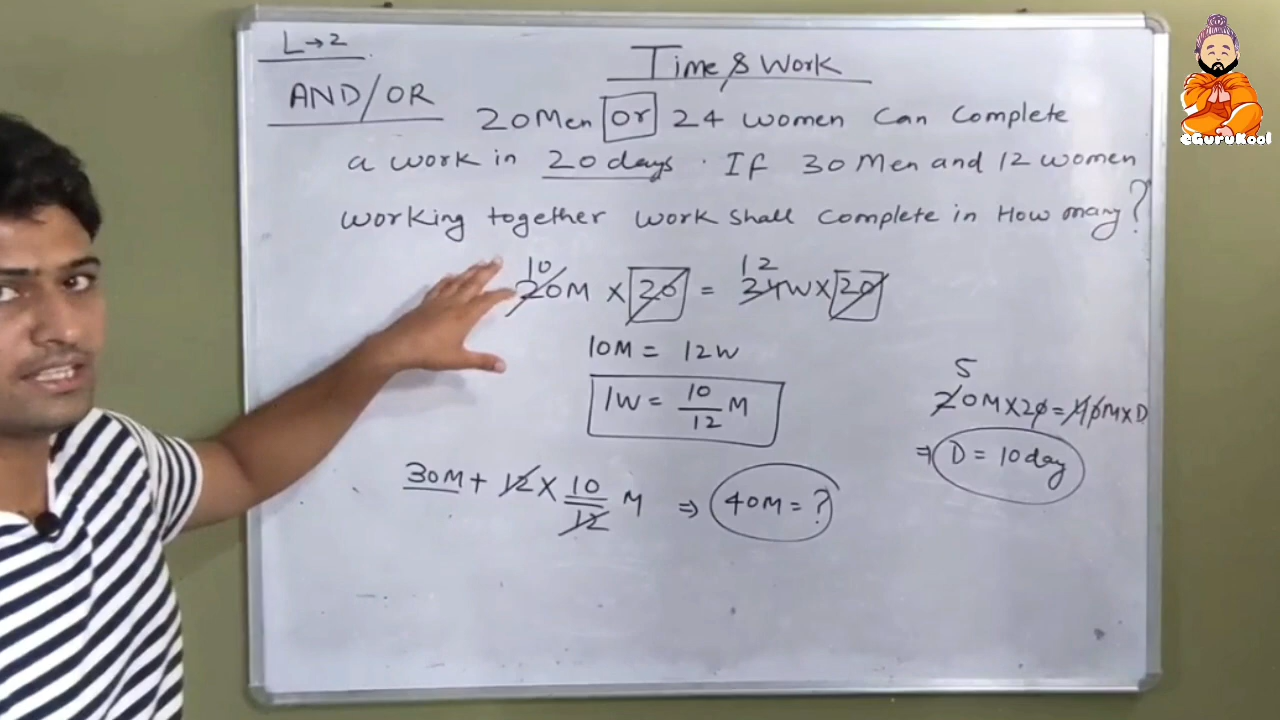 L→2
AND/OR
Time & Work
20Men or 24 women Can Complete
a work in 20 days. If 30 Men and 12 women
working together work shall complete in How many?
10 12
20M × 20 = 24W × 20
10M = 12W
1W = 10/12 M
30M + 12 × 10/12 M ⇒ 40M = ?
5
20M × 20 = 40M × D
⇒ D = 10 day
eGuruKool